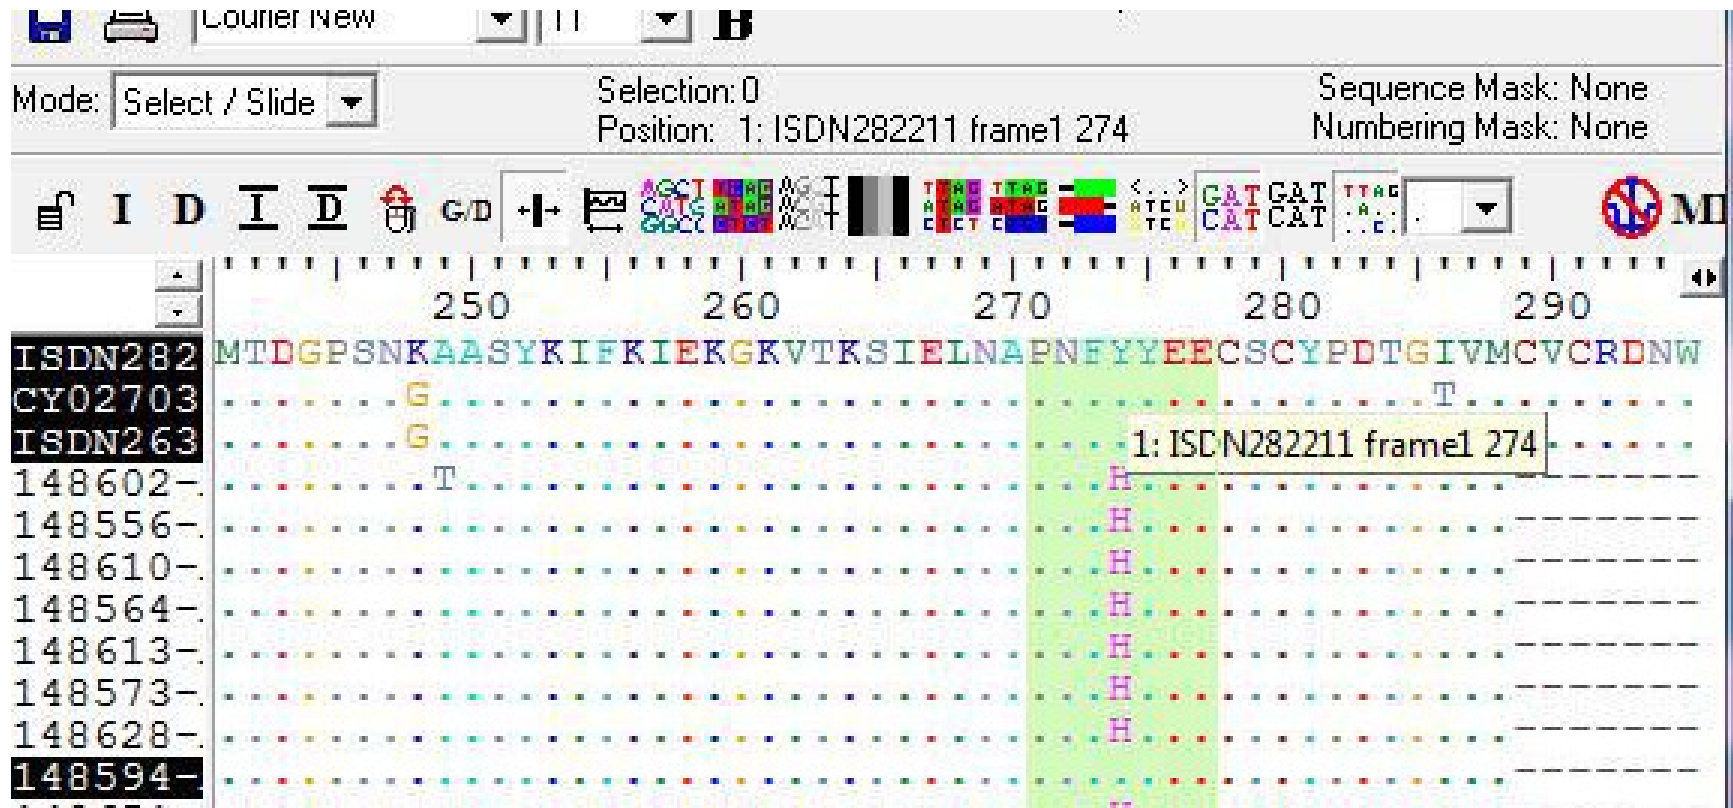 Courier New 11 B
Mode: Select / Slide
Selection: 0
Position: 1: ISDN282211 frame1 274
Sequence Mask: None
Numbering Mask: None
I D I D G/D GAT CAT GAT CAT
250 260 270 280 290
ISDN282 MTDGPSNKAASYKIFKIEKGKVTKSIELNAPNFYYEECSCYPDTGIVMCVCRDNW
CY02703 .......G.....................................T.........
ISDN263 .......G..........................
1: ISDN282211 frame1 274
148602-. ........T........................H..............-------
148556-. .................................H..............-------
148610-. .................................H..............-------
148564-. .................................H..............-------
148613-. .................................H..............-------
148573-. .................................H..............-------
148628-. .................................H..............-------
148594- ................................................-------